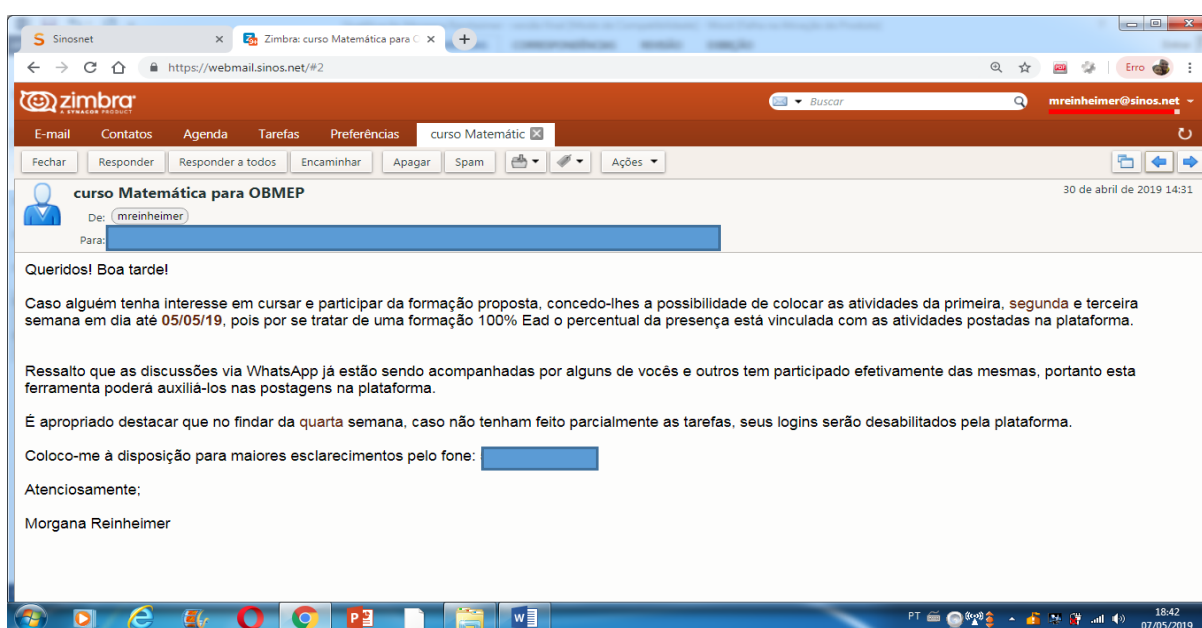 Sinosnet
Zimbra: curso Matemática para C
https://webmail.sinos.net/#2
Erro
zimbra
A SYNACOR PRODUCT
Buscar
mreinheimer@sinos.net
E-mail Contatos Agenda Tarefas Preferências curso Matemátic
Fechar Responder Responder a todos Encaminhar Apagar Spam Ações
curso Matemática para OBMEP
30 de abril de 2019 14:31
De: mreinheimer
Para:
Queridos! Boa tarde!
Caso alguém tenha interesse em cursar e participar da formação proposta, concedo-lhes a possibilidade de colocar as atividades da primeira, segunda e terceira
semana em dia até 05/05/19, pois por se tratar de uma formação 100% Ead o percentual da presença está vinculada com as atividades postadas na plataforma.
Ressalto que as discussões via WhatsApp já estão sendo acompanhadas por alguns de vocês e outros tem participado efetivamente das mesmas, portanto esta
ferramenta poderá auxiliá-los nas postagens na plataforma.
É apropriado destacar que no findar da quarta semana, caso não tenham feito parcialmente as tarefas, seus logins serão desabilitados pela plataforma.
Coloco-me à disposição para maiores esclarecimentos pelo fone:
Atenciosamente;
Morgana Reinheimer
PT
18:42
07/05/2019